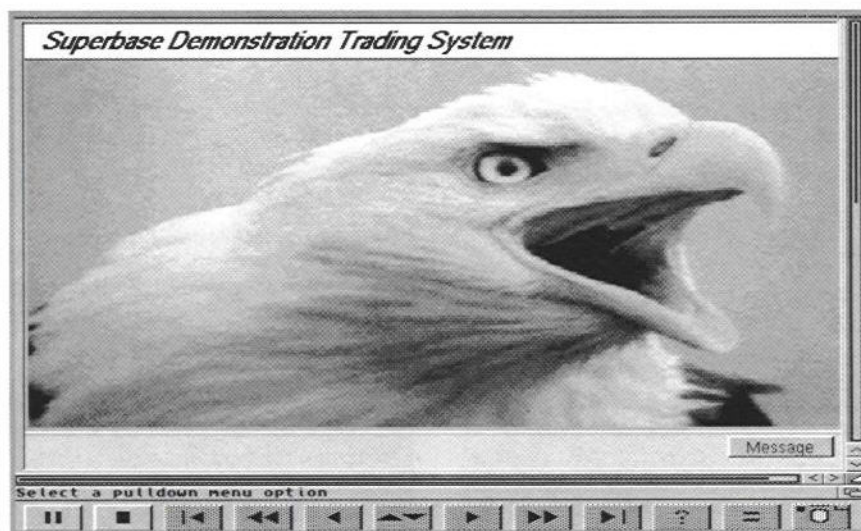 Superbase Demonstration Trading System
Message
Select a pulldown menu option